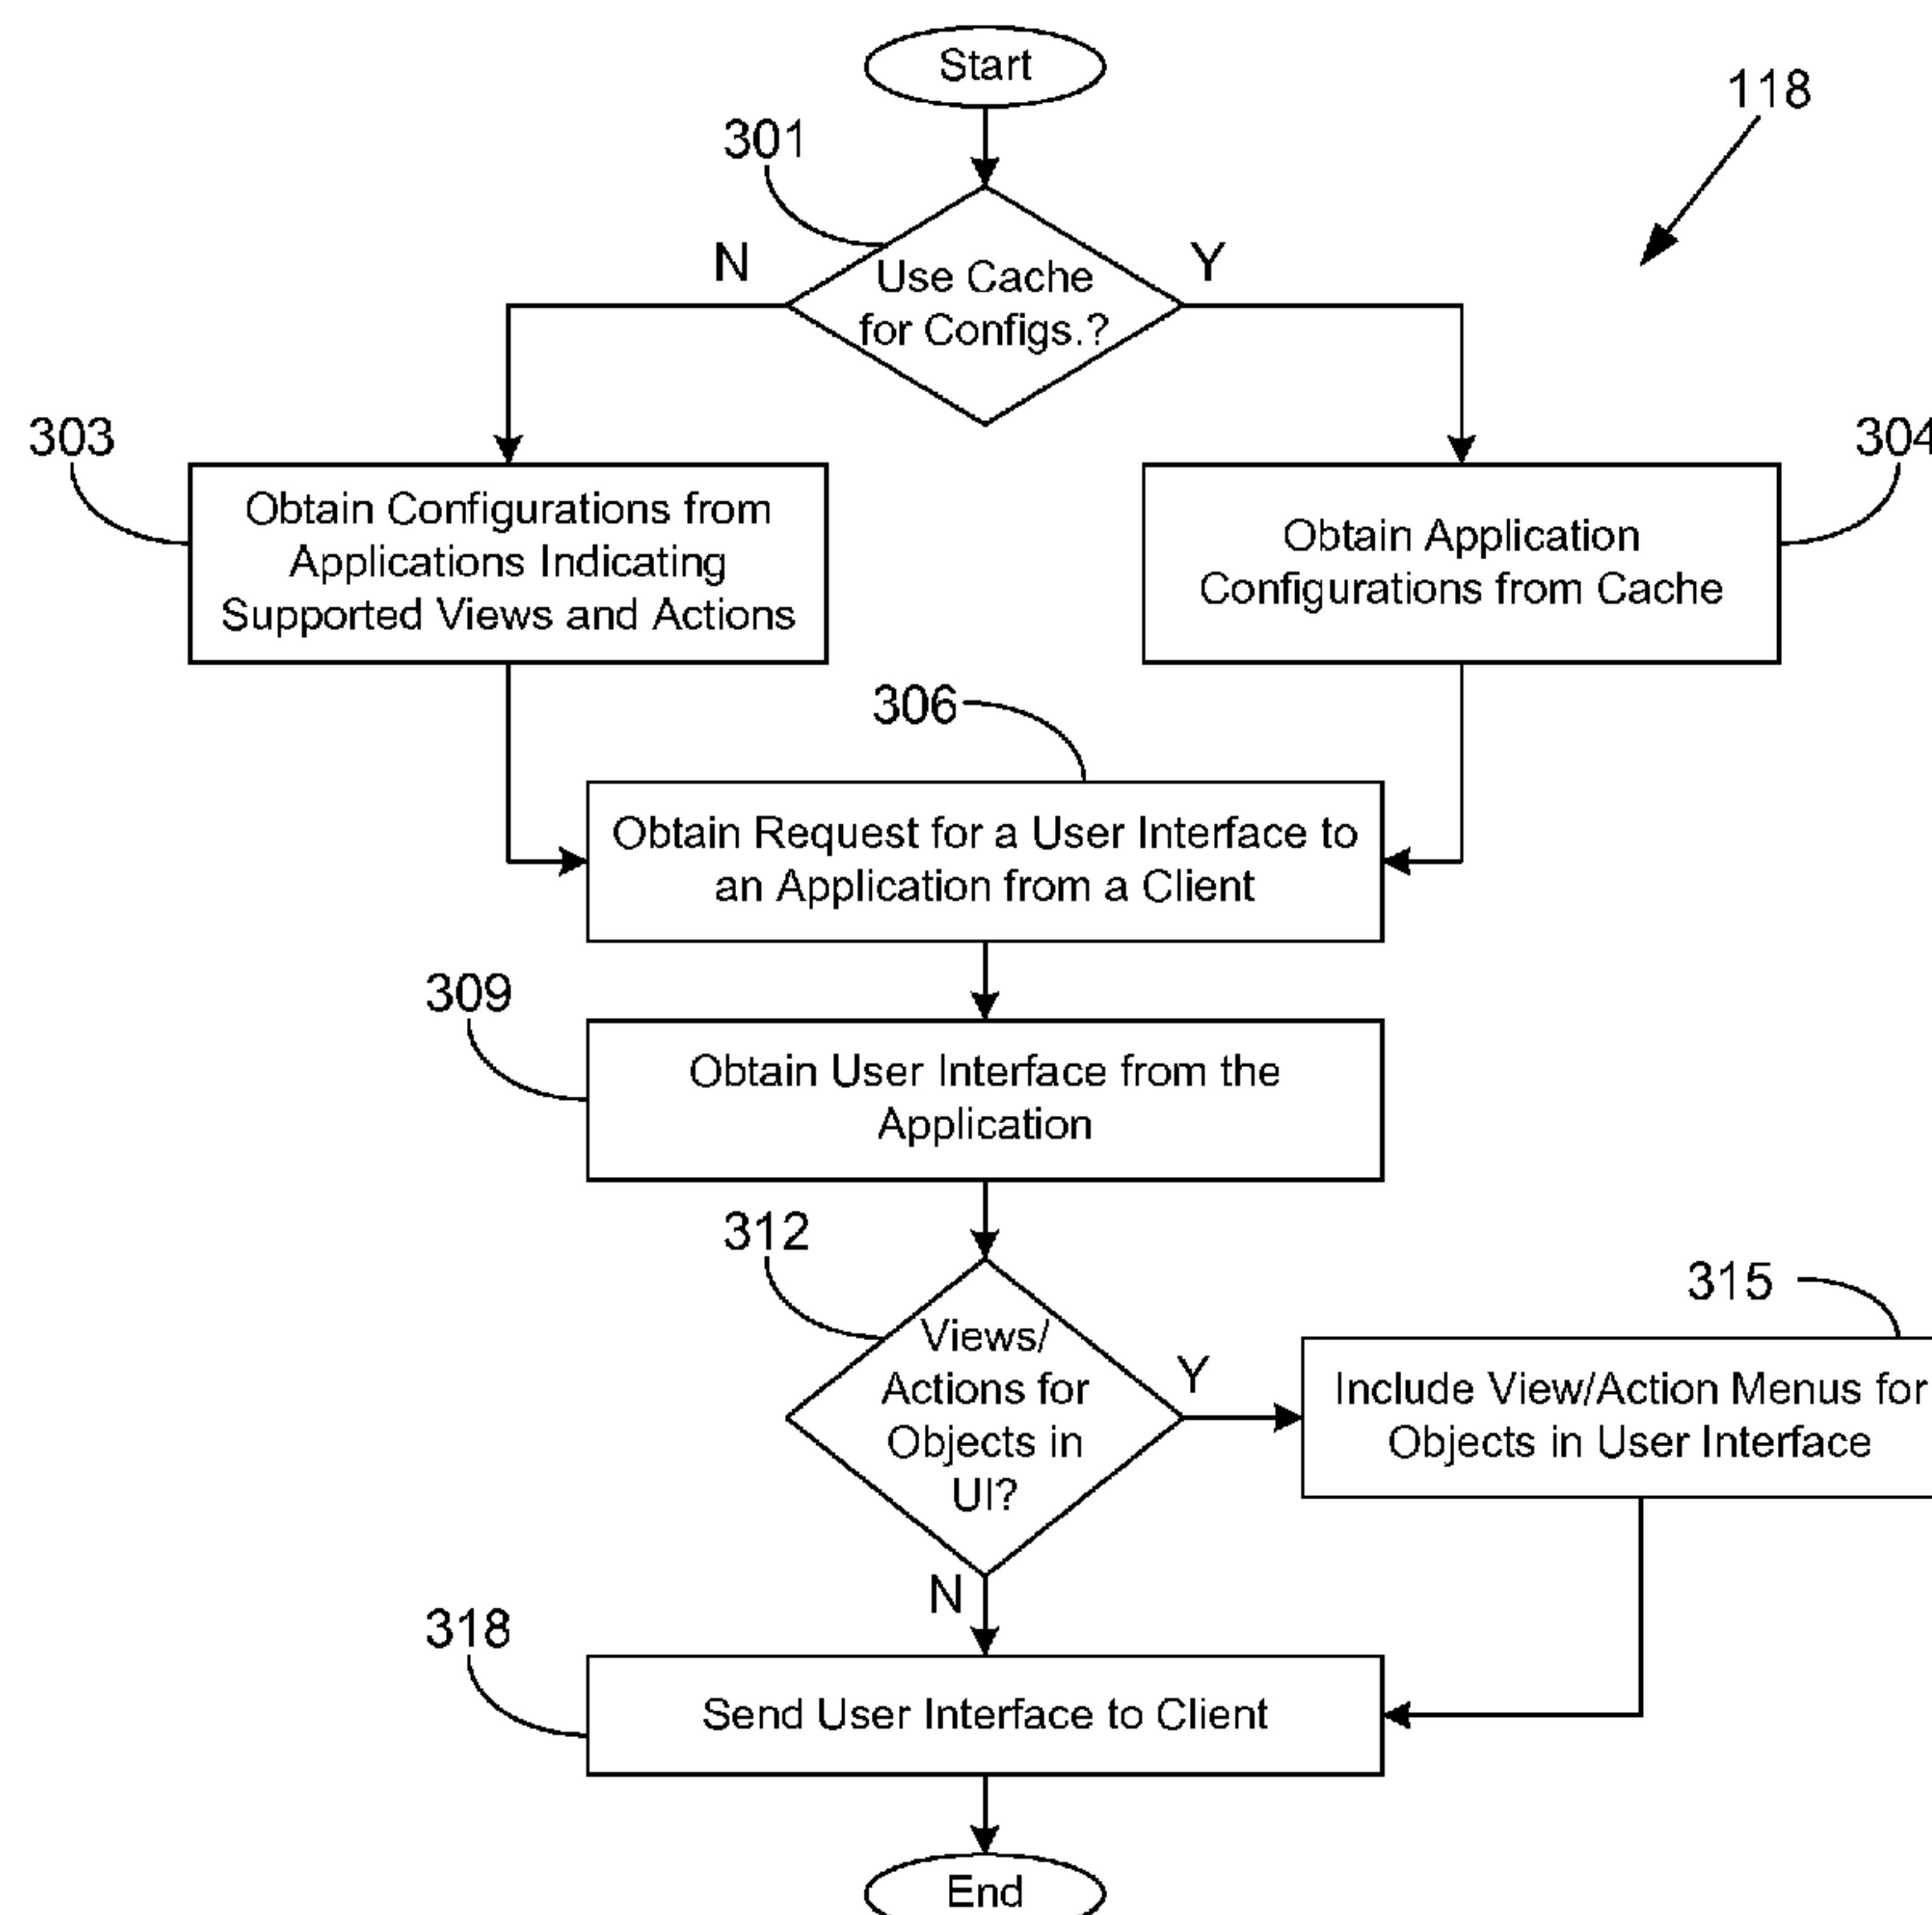 Start
118
301
N
Y
Use Cache
for Configs.?
303
304
Obtain Configurations from
Applications Indicating
Supported Views and Actions
Obtain Application
Configurations from Cache
306
Obtain Request for a User Interface to
an Application from a Client
309
Obtain User Interface from the
Application
312
315
Views/
Actions for
Objects in
UI?
Y
Include View/Action Menus for
Objects in User Interface
N
318
Send User Interface to Client
End